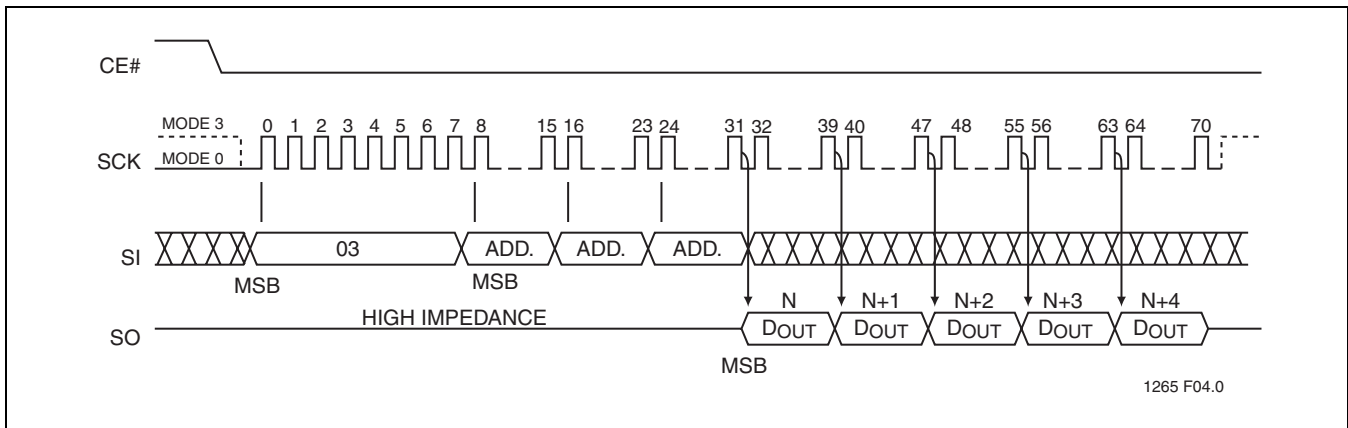 CE#
MODE 3
0 1 2 3 4 5 6 7 8 15 16 23 24 31 32 39 40 47 48 55 56 63 64 70
SCK
MODE 0
SI
03 ADD. ADD. ADD.
MSB MSB
N N+1 N+2 N+3 N+4
HIGH IMPEDANCE
SO
DOUT DOUT DOUT DOUT DOUT
MSB
1265 F04.0